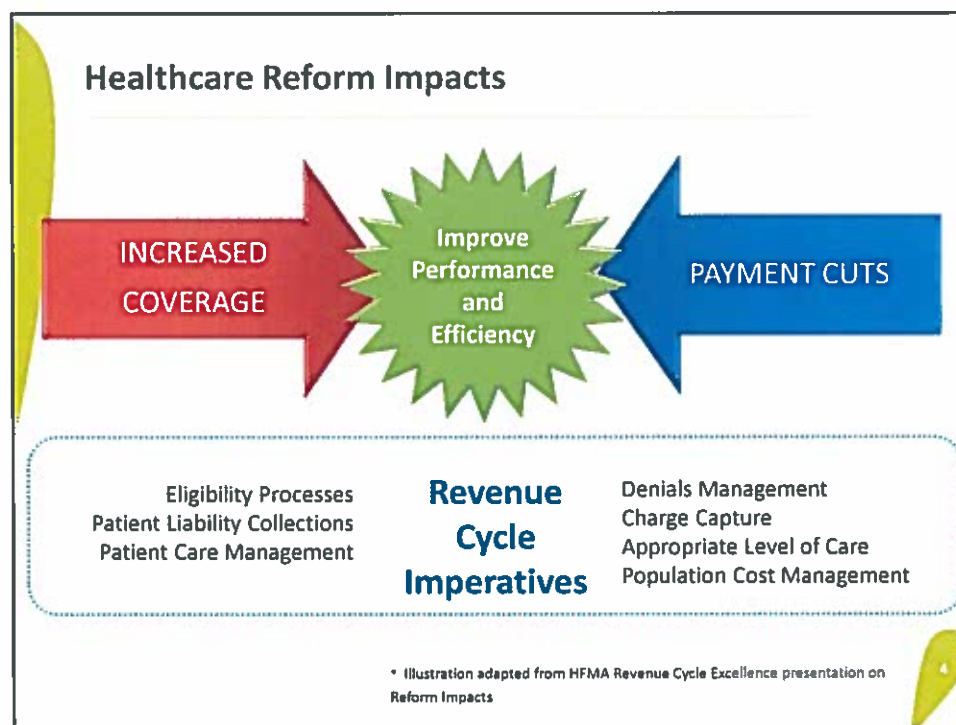 Healthcare Reform Impacts
INCREASED
COVERAGE
Improve
Performance
and
Efficiency
PAYMENT CUTS
Eligibility Processes
Patient Liability Collections
Patient Care Management
Revenue
Cycle
Imperatives
Denials Management
Charge Capture
Appropriate Level of Care
Population Cost Management
* Illustration adapted from HFMA Revenue Cycle Excellence presentation on
Reform Impacts
4